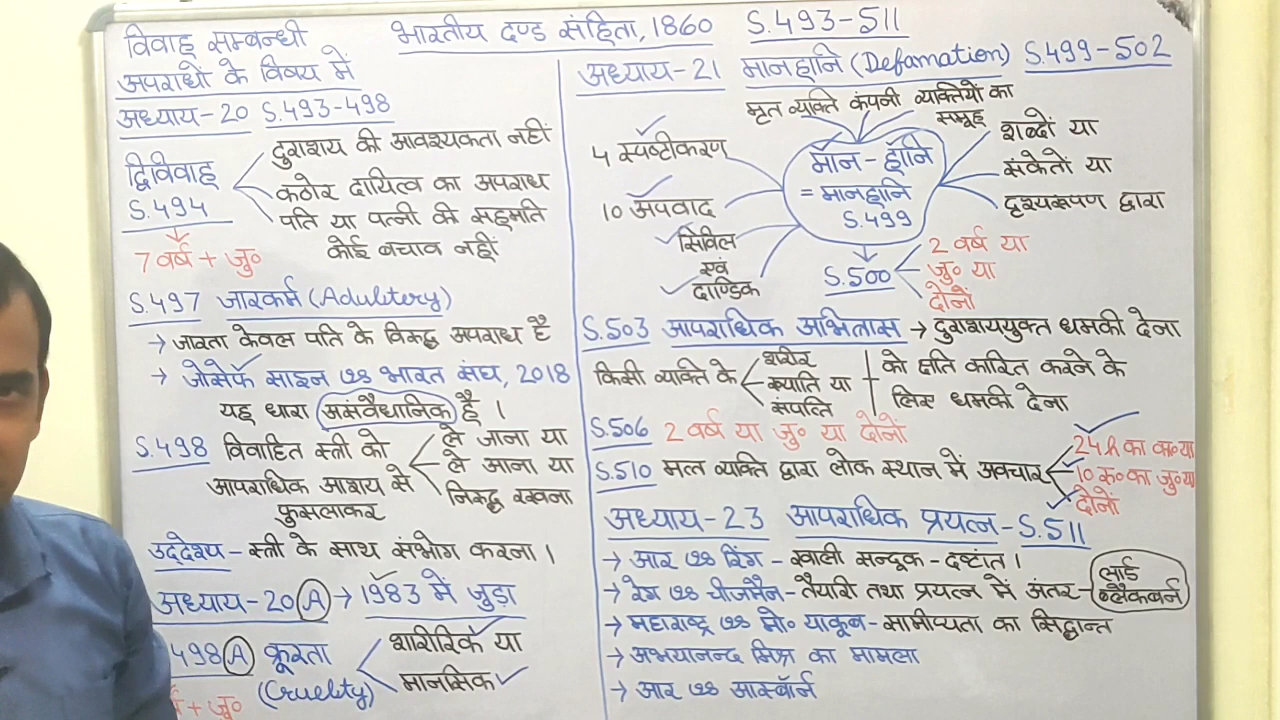 भारतीय दण्ड संहिता, 1860 S.493-511
विवाह सम्बन्धी
अपराधों के विषय में
अध्याय-20 S.493-498
द्विविवाह
S.494
7 वर्ष + जु०
दुराशय की आवश्यकता नहीं
कठोर दायित्व का अपराध
पति या पत्नी की सहमति
कोई बचाव नहीं
S.497 जारकर्म (Adultery)
→ जारता केवल पति के विरुद्ध अपराध है
→ जोसेफ साइन vs भारत संघ, 2018
यह धारा असंवैधानिक है ।
S.498 विवाहित स्त्री को
आपराधिक आशय से
फुसलाकर
ले जाना या
ले आना या
निरुद्ध रखना
उद्देश्य - स्त्री के साथ संभोग करना ।
अध्याय-20 A → 1983 में जुड़ा
498 A क्रूरता
(Cruelty)
शारीरिक या
मानसिक
+ जु०
अध्याय-21 मानहानि (Defamation) S.499-502
मृत व्यक्ति कंपनी व्यक्तियों का
समूह
4 स्पष्टीकरण
10 अपवाद
सिविल
एवं
दाण्डिक
मान-हानि
= मानहानि
S.499
शब्दों या
संकेतों या
दृश्यरूपण द्वारा
S.500
2 वर्ष या
जु० या
दोनों
S.503 आपराधिक अभित्रास → दुराशययुक्त धमकी देना
किसी व्यक्ति के
शरीर
ख्याति या
संपत्ति
को क्षति कारित करने के
लिए धमकी देना
S.506 2 वर्ष या जु० या दोनों
S.510 मत्त व्यक्ति द्वारा लोक स्थान में अवचार
24 h का का० या
10 रु० का जु० या
दोनों
अध्याय-23 आपराधिक प्रयत्न-S.511
→ आर vs रिंग - खाली सन्दूक - दृष्टांत ।
→ रेग vs चीजमैन - तैयारी तथा प्रयत्न में अंतर - लार्ड ब्लैकबर्न
→ महाराष्ट्र vs मो० याकूब - सामीप्यता का सिद्धान्त
→ अभयानन्द मिश्र का मामला
→ आर vs आस्बॉर्न